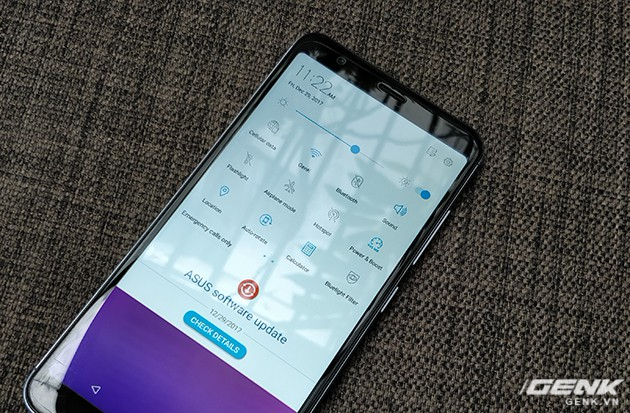 11:22AM
Fri, Dec 29, 2017
Cellular data
Genk
Bluetooth
Sound
Flashlight
Airplane mode
Hotspot
Power & Boost
Location
Auto-rotate
Calculator
Bluelight Filter
Emergency calls only
ASUS software update
12/29/2017
CHECK DETAILS
GENK
GENK.VN